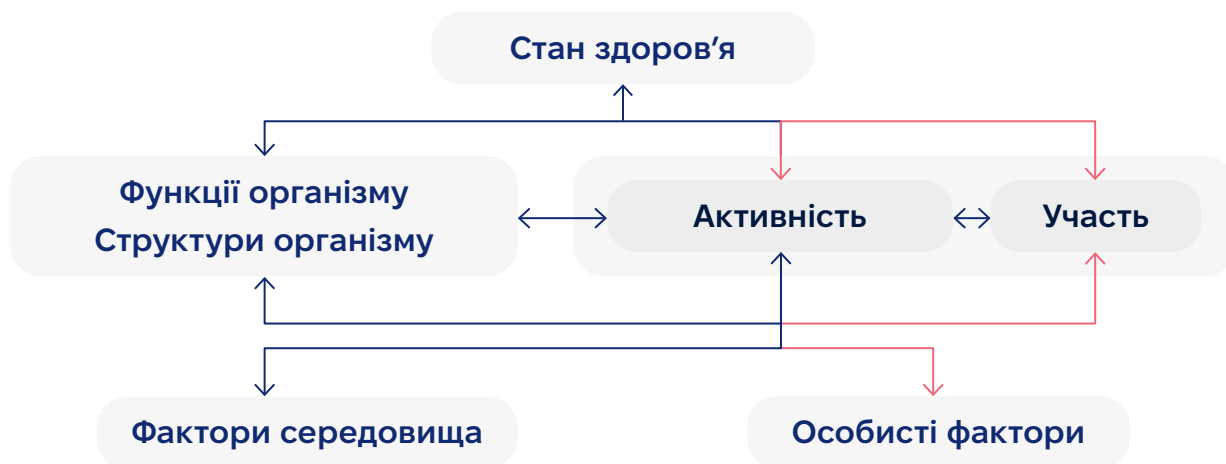 Стан здоров’я
Функції організму
Структури організму
Активність
Участь
Фактори середовища
Особисті фактори